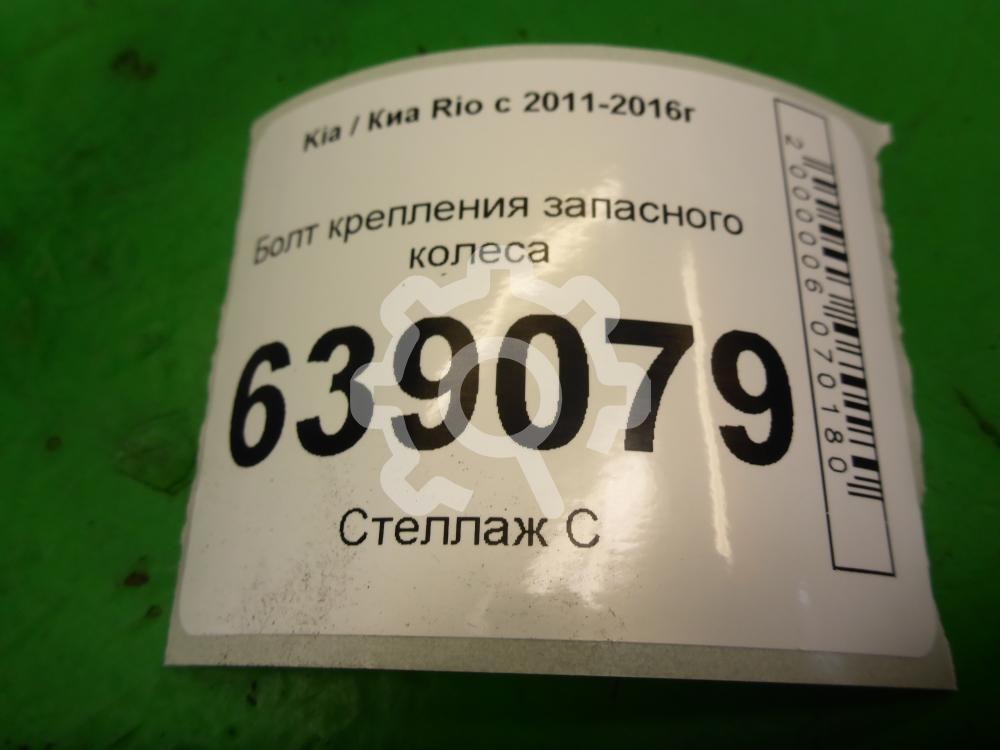 Kia / Киа Rio с 2011-2016г
Болт крепления запасного
колеса
639079
Стеллаж С
2000006070180